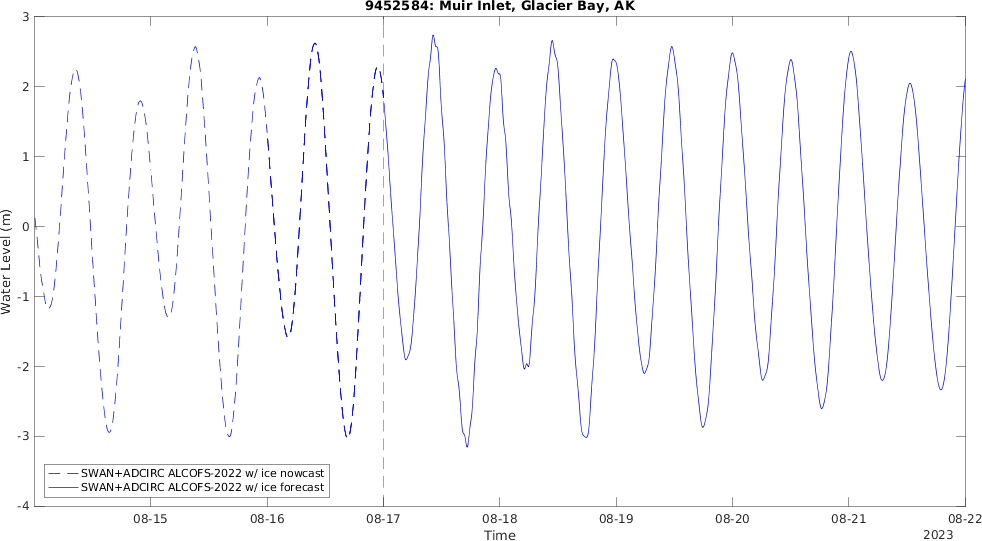 9452584: Muir Inlet, Glacier Bay, AK
3
2
1
0
-1
-2
-3
-4
Water Level (m)
SWAN+ADCIRC ALCOFS-2022 w/ ice nowcast
SWAN+ADCIRC ALCOFS-2022 w/ ice forecast
08-15 08-16 08-17 08-18 08-19 08-20 08-21 08-22
Time
2023